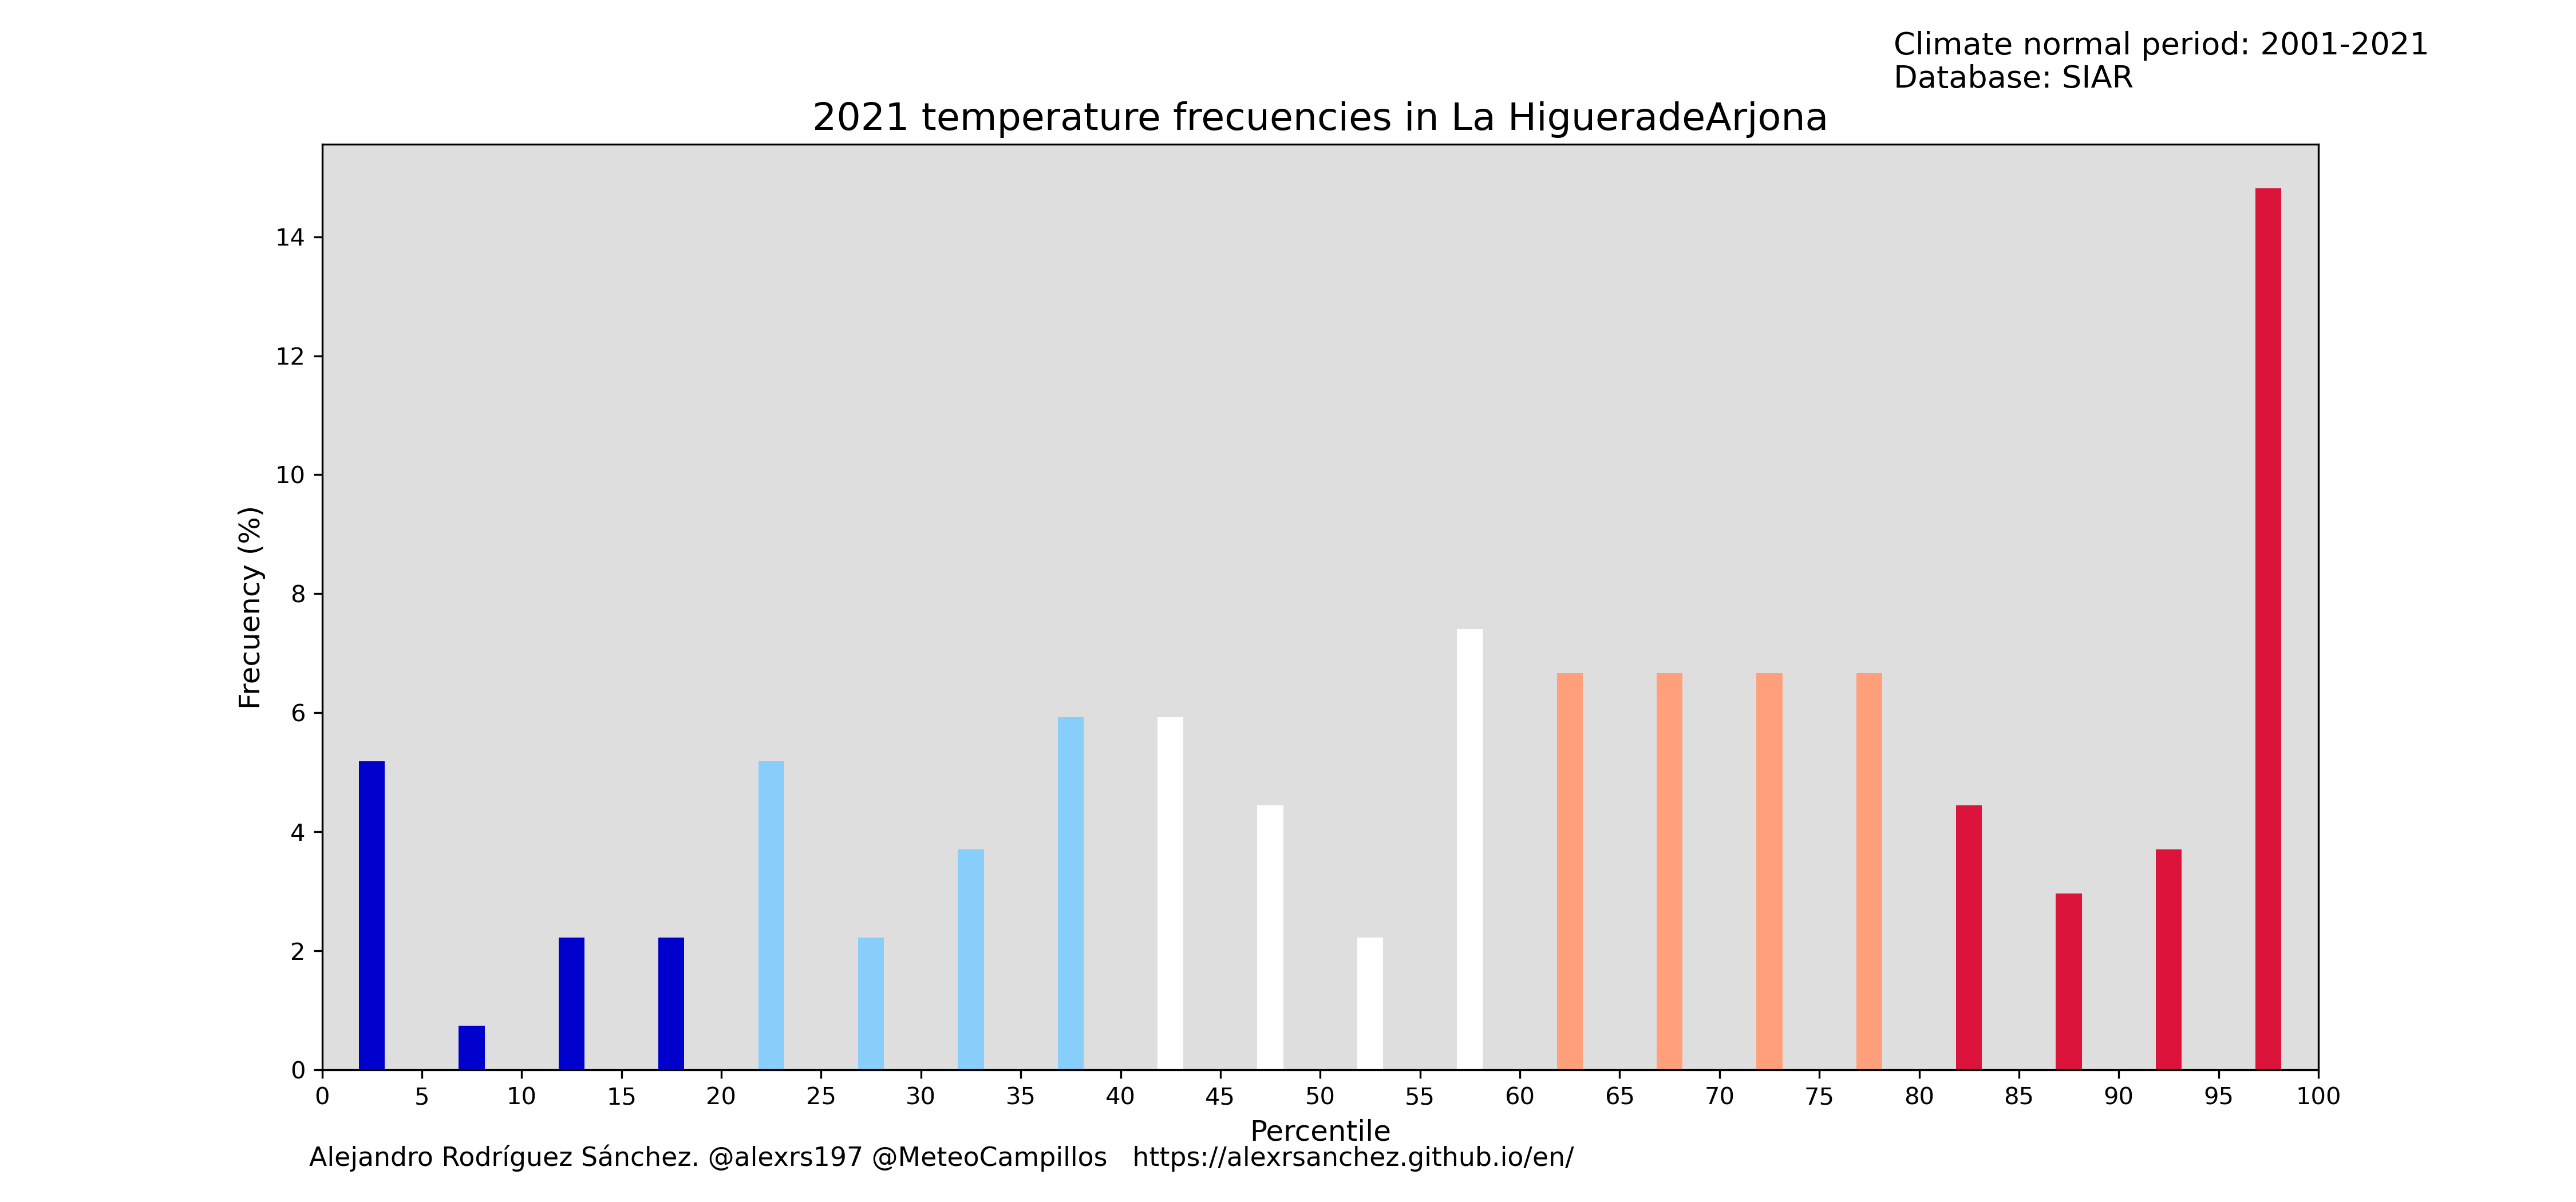 Climate normal period: 2001-2021
Database: SIAR
2021 temperature frecuencies in La HigueradeArjona
Frecuency (%)
14
12
10
8
6
4
2
0
0 5 10 15 20 25 30 35 40 45 50 55 60 65 70 75 80 85 90 95 100
Percentile
Alejandro Rodríguez Sánchez. @alexrs197 @MeteoCampillos https://alexrsanchez.github.io/en/